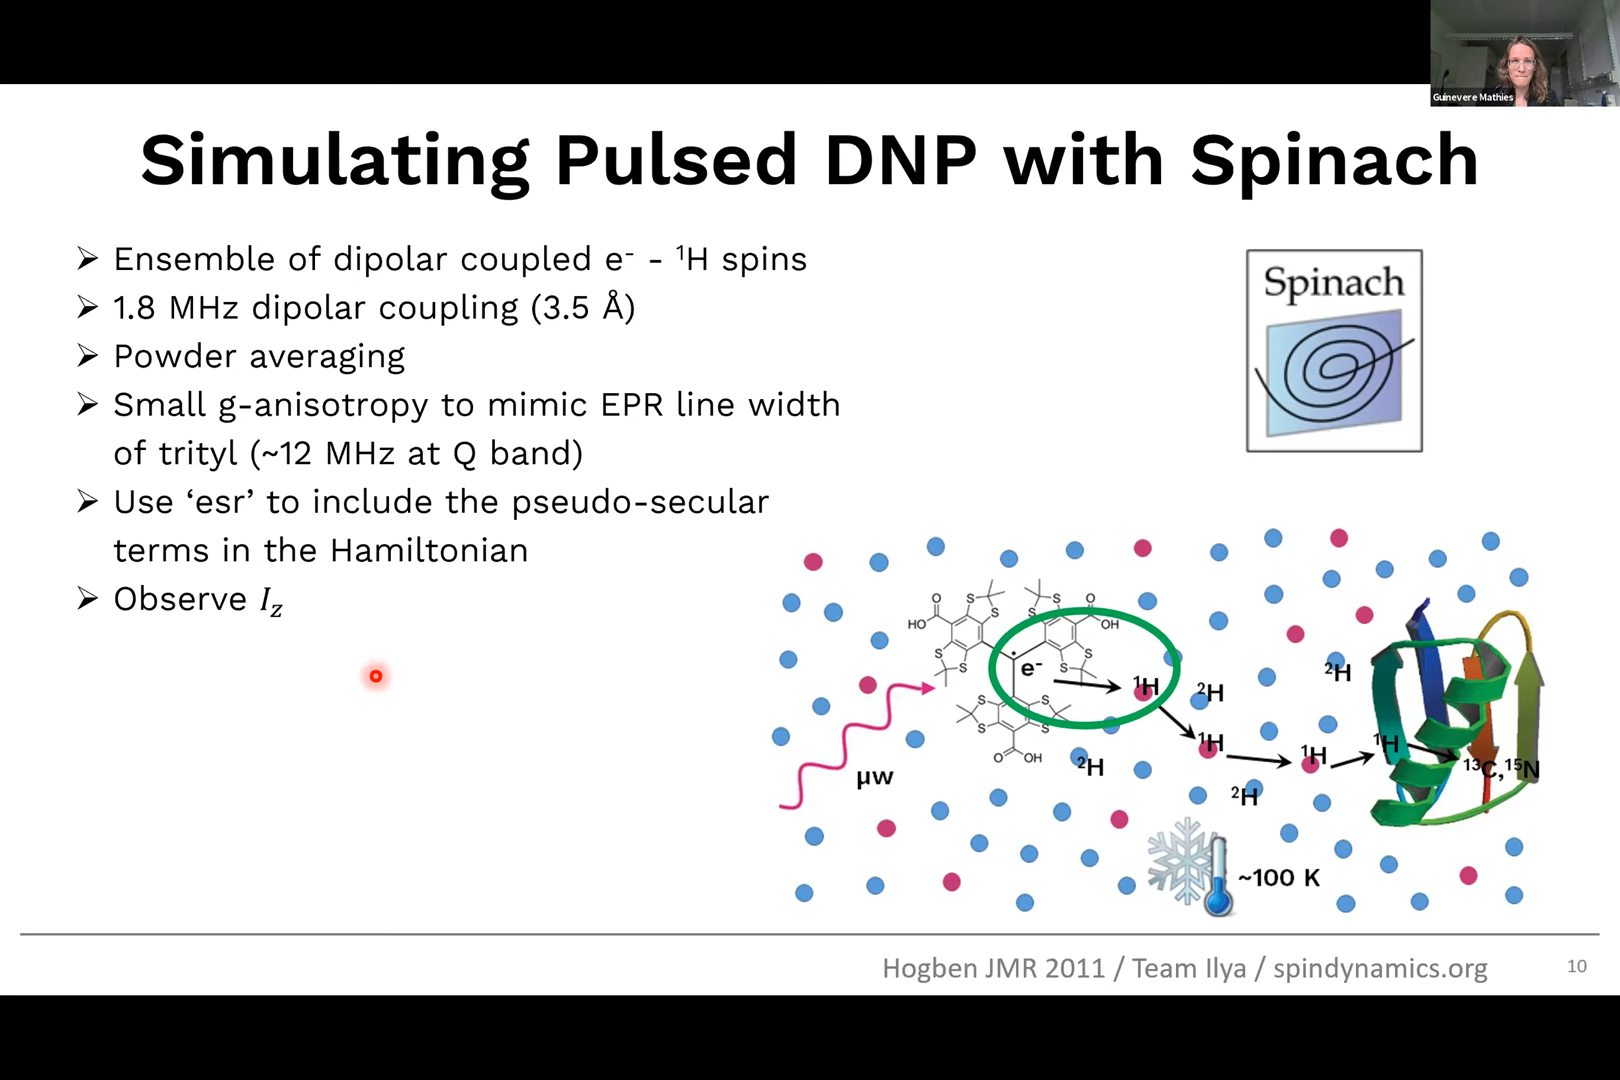 Guinevere Mathies
Simulating Pulsed DNP with Spinach
➢ Ensemble of dipolar coupled e⁻ - ¹H spins
➢ 1.8 MHz dipolar coupling (3.5 Å)
➢ Powder averaging
➢ Small g-anisotropy to mimic EPR line width
of trityl (~12 MHz at Q band)
➢ Use ‘esr’ to include the pseudo-secular
terms in the Hamiltonian
➢ Observe I_z
Spinach
O
HO
S
S
S
S
S
S
S
S
O
OH
e⁻
¹H
²H
²H
S
S
S
S
O
OH
µw
²H
¹H
¹H
¹H
¹³C,¹⁵N
²H
~100 K
Hogben JMR 2011 / Team Ilya / spindynamics.org
10